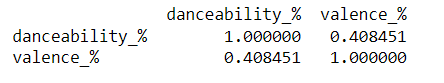 danceability_% valence_%
danceability_% 1.000000 0.408451
valence_% 0.408451 1.000000